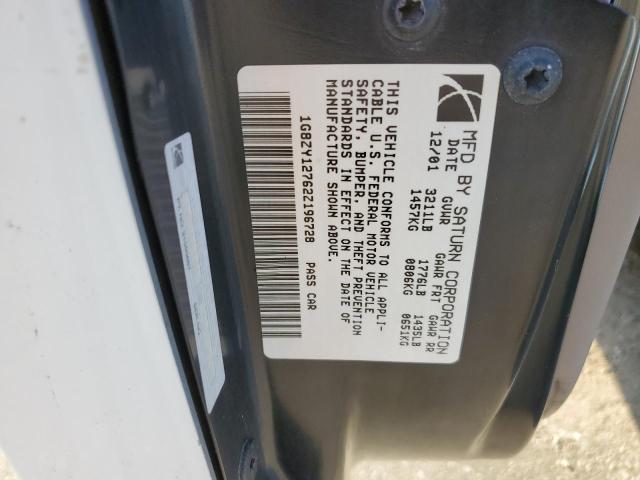 MFD BY SATURN CORPORATION
DATE GVWR GAWR FRT GAWR RR
12/01 3211LB 1776LB 1435LB
1457KG 0806KG 0651KG
THIS VEHICLE CONFORMS TO ALL APPLI-
CABLE U.S. FEDERAL MOTOR VEHICLE
SAFETY, BUMPER, AND THEFT PREVENTION
STANDARDS IN EFFECT ON THE DATE OF
MANUFACTURE SHOWN ABOVE.
1G8ZY12762Z196728 PASS CAR